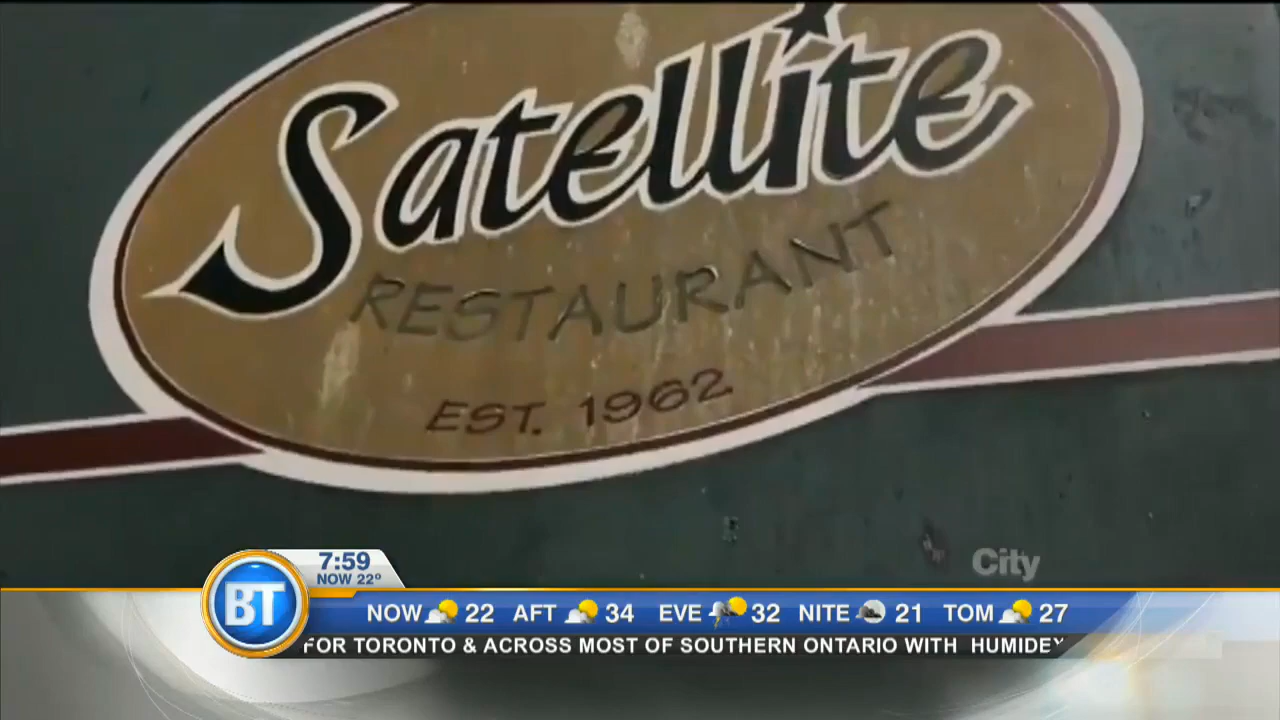 Satellite
RESTAURANT
EST. 1962
City
7:59
NOW 22º
BT
NOW 22 AFT 34 EVE 32 NITE 21 TOM 27
FOR TORONTO & ACROSS MOST OF SOUTHERN ONTARIO WITH HUMIDEX